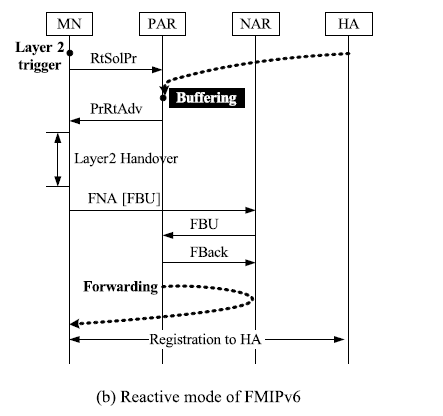 MN PAR NAR HA
Layer 2
trigger
RtSolPr
Buffering
PrRtAdv
Layer2 Handover
FNA [FBU]
FBU
FBack
Forwarding
Registration to HA
(b) Reactive mode of FMIPv6